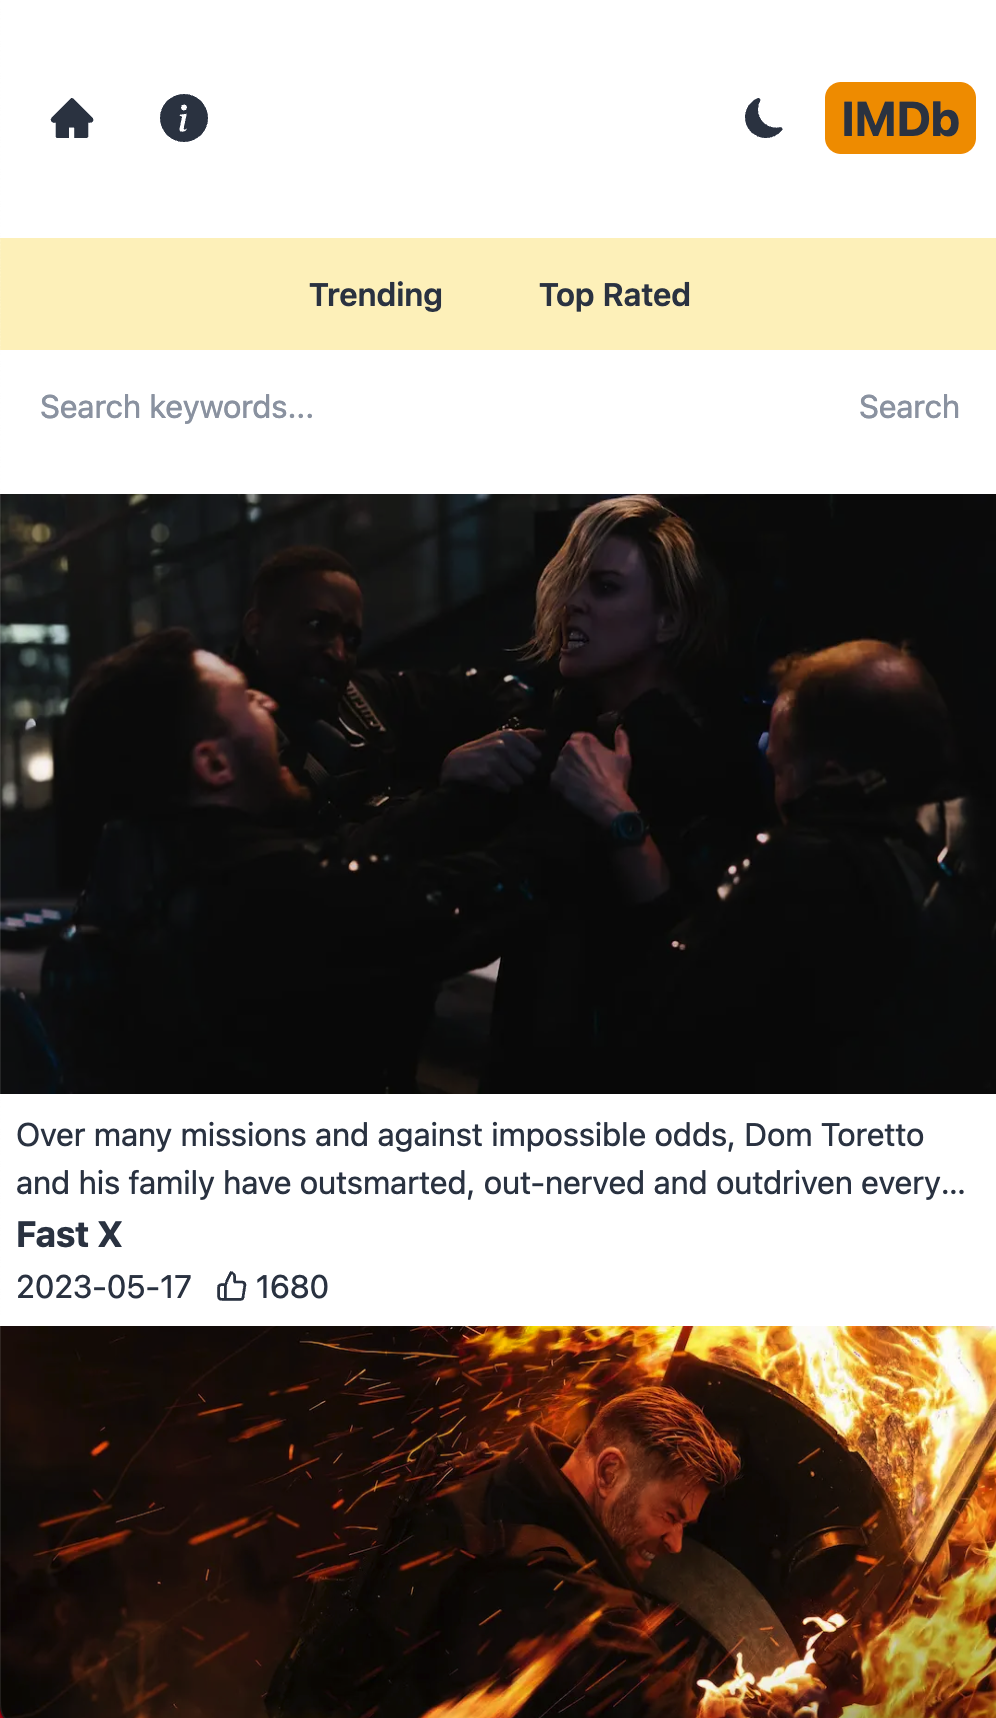 IMDb
Trending Top Rated
Search keywords... Search
Over many missions and against impossible odds, Dom Toretto
and his family have outsmarted, out-nerved and outdriven every...
Fast X
2023-05-17 1680